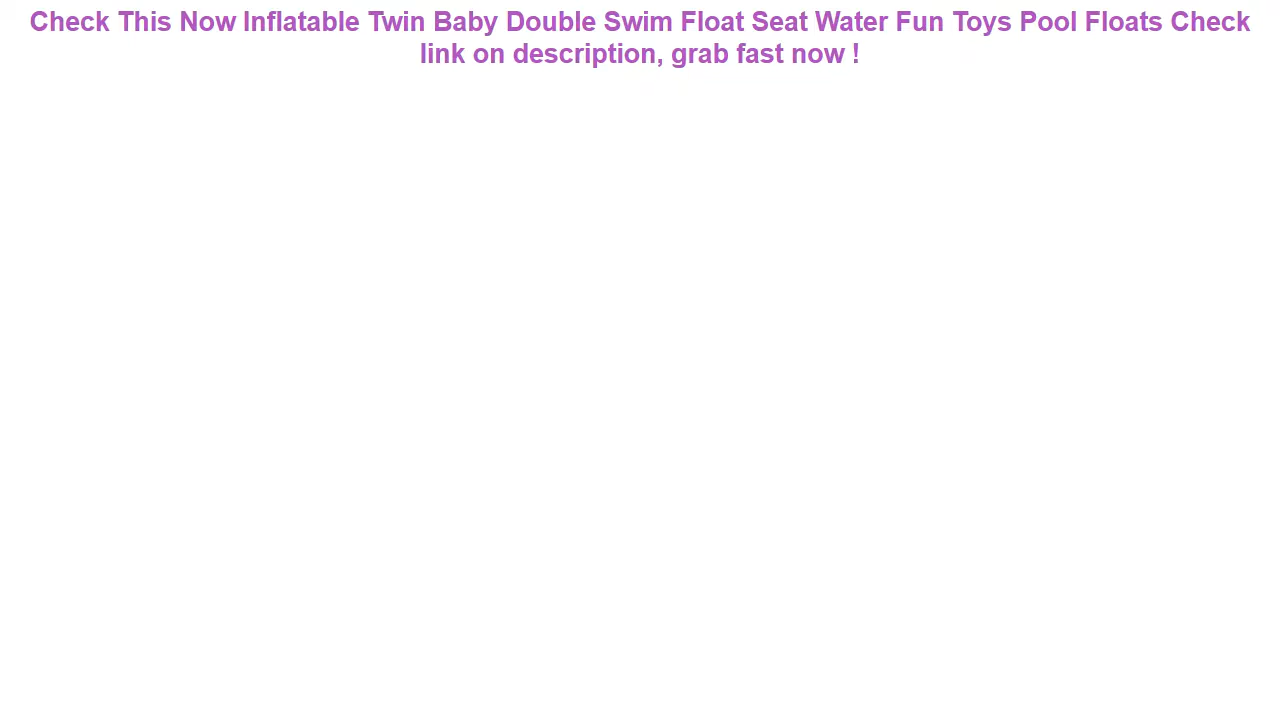 Check This Now Inflatable Twin Baby Double Swim Float Seat Water Fun Toys Pool Floats Check
link on description, grab fast now !